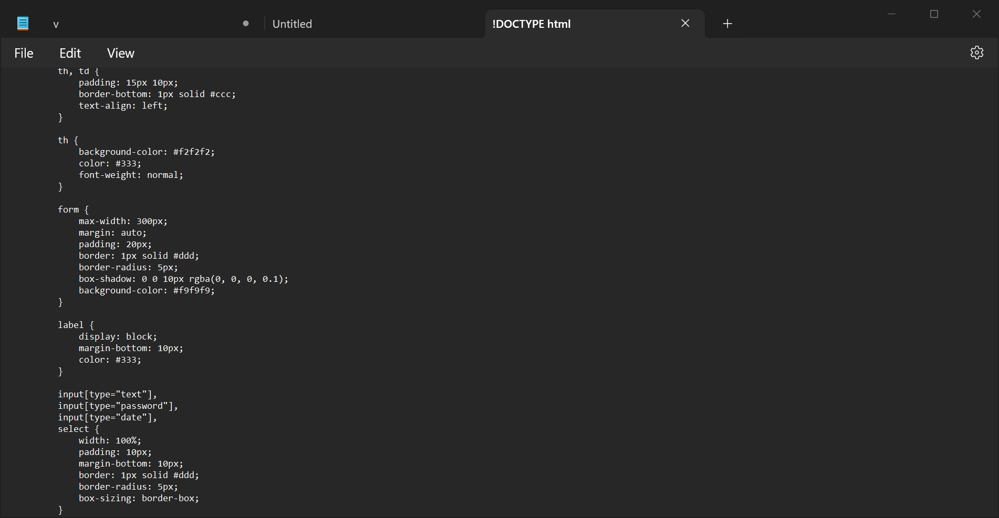 v
Untitled
!DOCTYPE html
File
Edit
View
th, td {
    padding: 15px 10px;
    border-bottom: 1px solid #ccc;
    text-align: left;
}
th {
    background-color: #f2f2f2;
    color: #333;
    font-weight: normal;
}
form {
    max-width: 300px;
    margin: auto;
    padding: 20px;
    border: 1px solid #ddd;
    border-radius: 5px;
    box-shadow: 0 0 10px rgba(0, 0, 0, 0.1);
    background-color: #f9f9f9;
}
label {
    display: block;
    margin-bottom: 10px;
    color: #333;
}
input[type="text"],
input[type="password"],
input[type="date"],
select {
    width: 100%;
    padding: 10px;
    margin-bottom: 10px;
    border: 1px solid #ddd;
    border-radius: 5px;
    box-sizing: border-box;
}